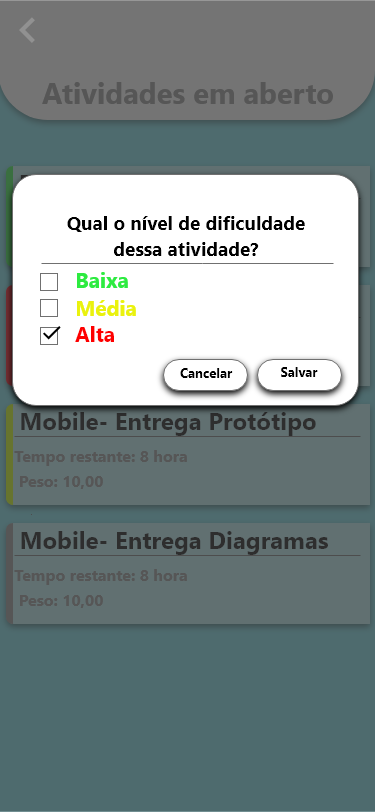 Atividades em aberto
Qual o nível de dificuldade
dessa atividade?
Baixa
Média
Alta
Cancelar
Salvar
Mobile- Entrega Protótipo
Tempo restante: 8 hora
Peso: 10,00
Mobile- Entrega Diagramas
Tempo restante: 8 hora
Peso: 10,00